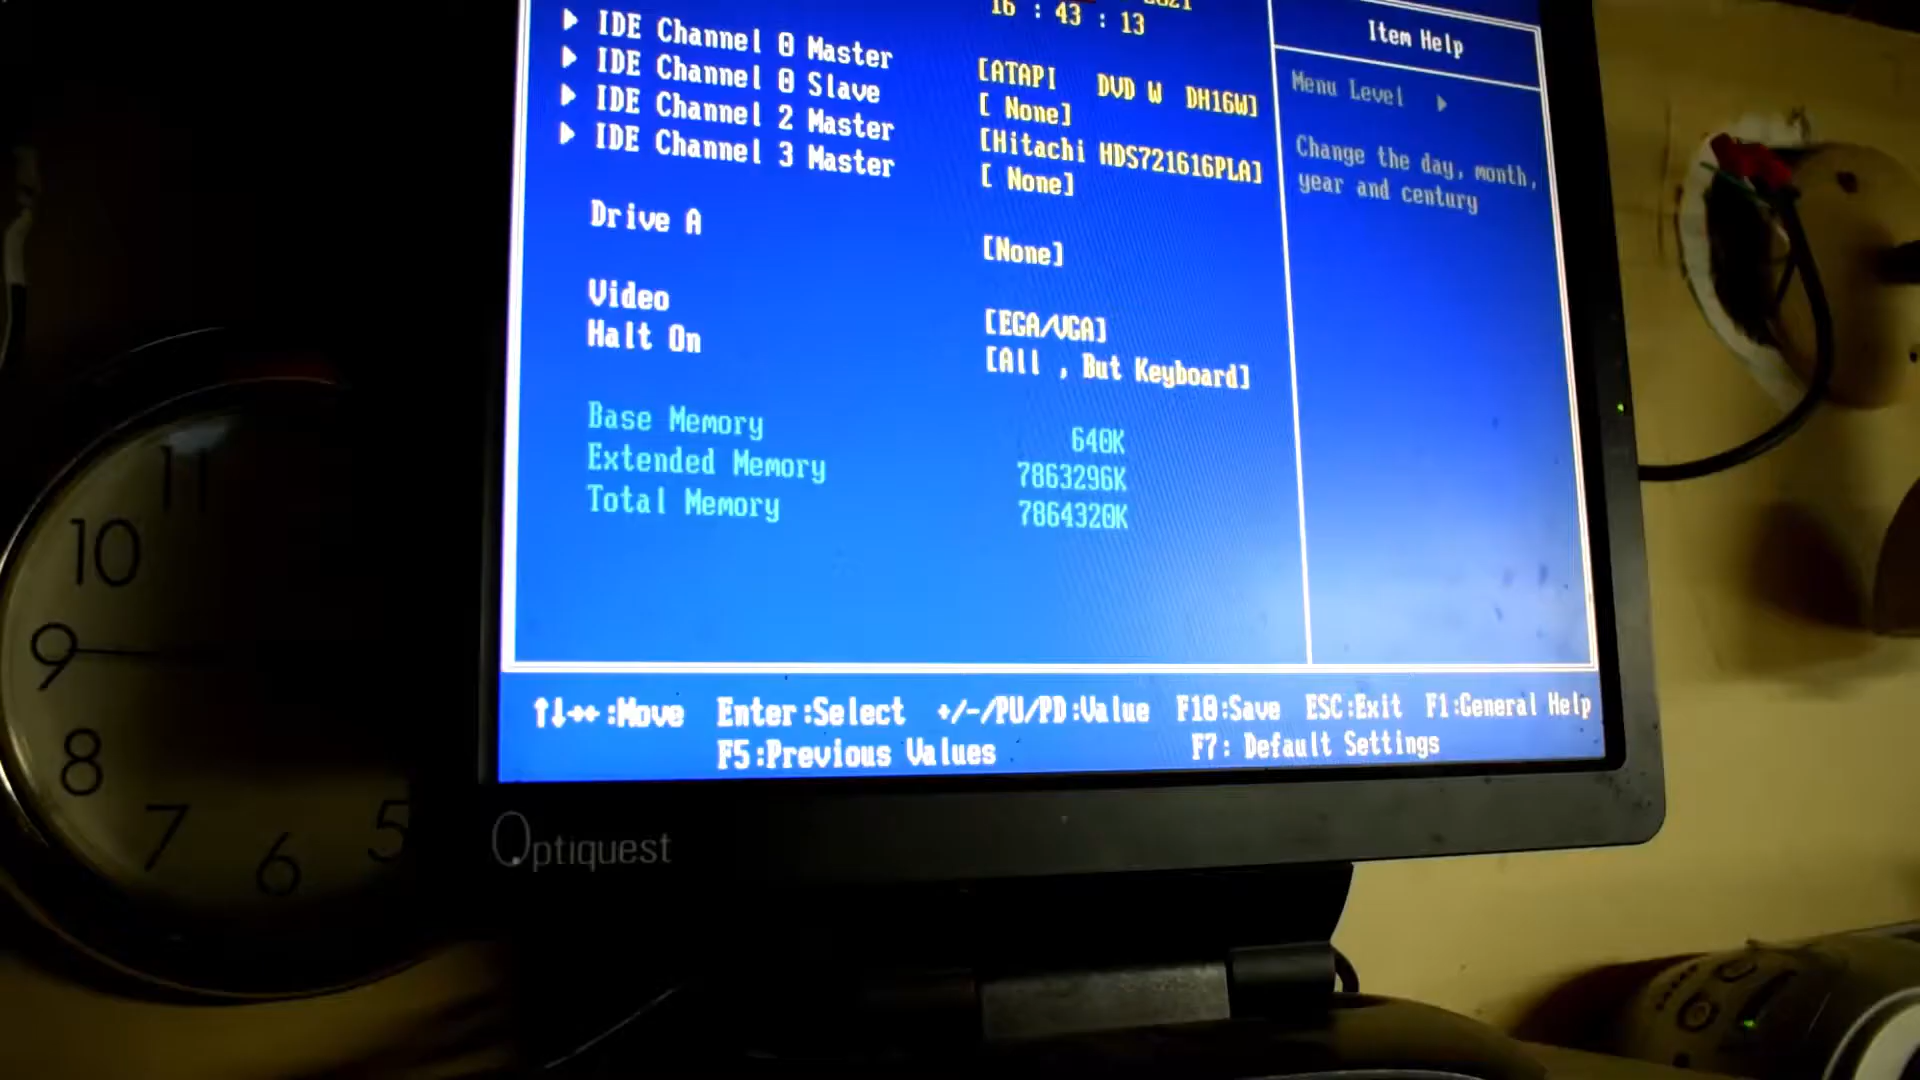 2021
16 : 43 : 13
Item Help
IDE Channel 0 Master [ATAPI DVD W DH16W]
IDE Channel 0 Slave [ None]
IDE Channel 2 Master [Hitachi HDS721616PLA]
IDE Channel 3 Master [ None]
Menu Level
Change the day, month,
year and century
Drive A [None]
Video [EGA/VGA]
Halt On [All , But Keyboard]
Base Memory 640K
Extended Memory 7863296K
Total Memory 7864320K
↑↓→←:Move Enter:Select +/-/PU/PD:Value F10:Save ESC:Exit F1:General Help
F5:Previous Values F7: Default Settings
Optiquest
11
10
9
8
7
6
5